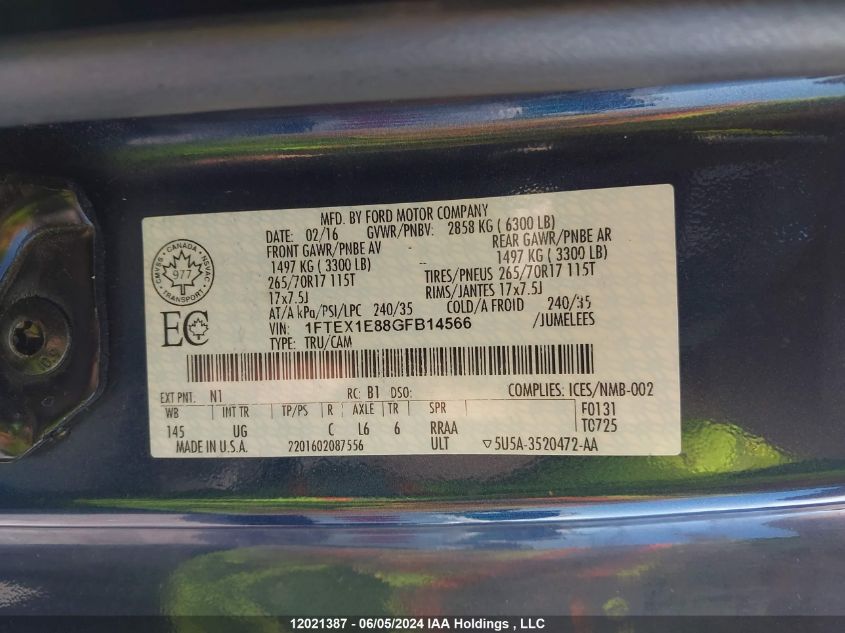 MFD. BY FORD MOTOR COMPANY
DATE: 02/16 GVWR/PNBV: 2858 KG ( 6300 LB)
FRONT GAWR/PNBE AV REAR GAWR/PNBE AR
1497 KG ( 3300 LB) 1497 KG ( 3300 LB)
265/70R17 115T TIRES/PNEUS 265/70R17 115T
17x7.5J RIMS/JANTES 17x7.5J
AT/A kPa/PSI/LPC 240/35 COLD/A FROID 240/35
VIN: 1FTEX1E88GFB14566 /JUMELEES
TYPE: TRU/CAM
CANADA
CMVSS NSVAC
977
TRANSPORT
EC
EXT PNT: N1 RC: B1 DSO: COMPLIES: ICES/NMB-002
WB INT TR TP/PS R AXLE TR SPR F0131
145 UG C L6 6 RRAA TC725
MADE IN U.S.A. 2201602087556 ULT ▽5U5A-3520472-AA
12021387 - 06/05/2024 IAA Holdings , LLC